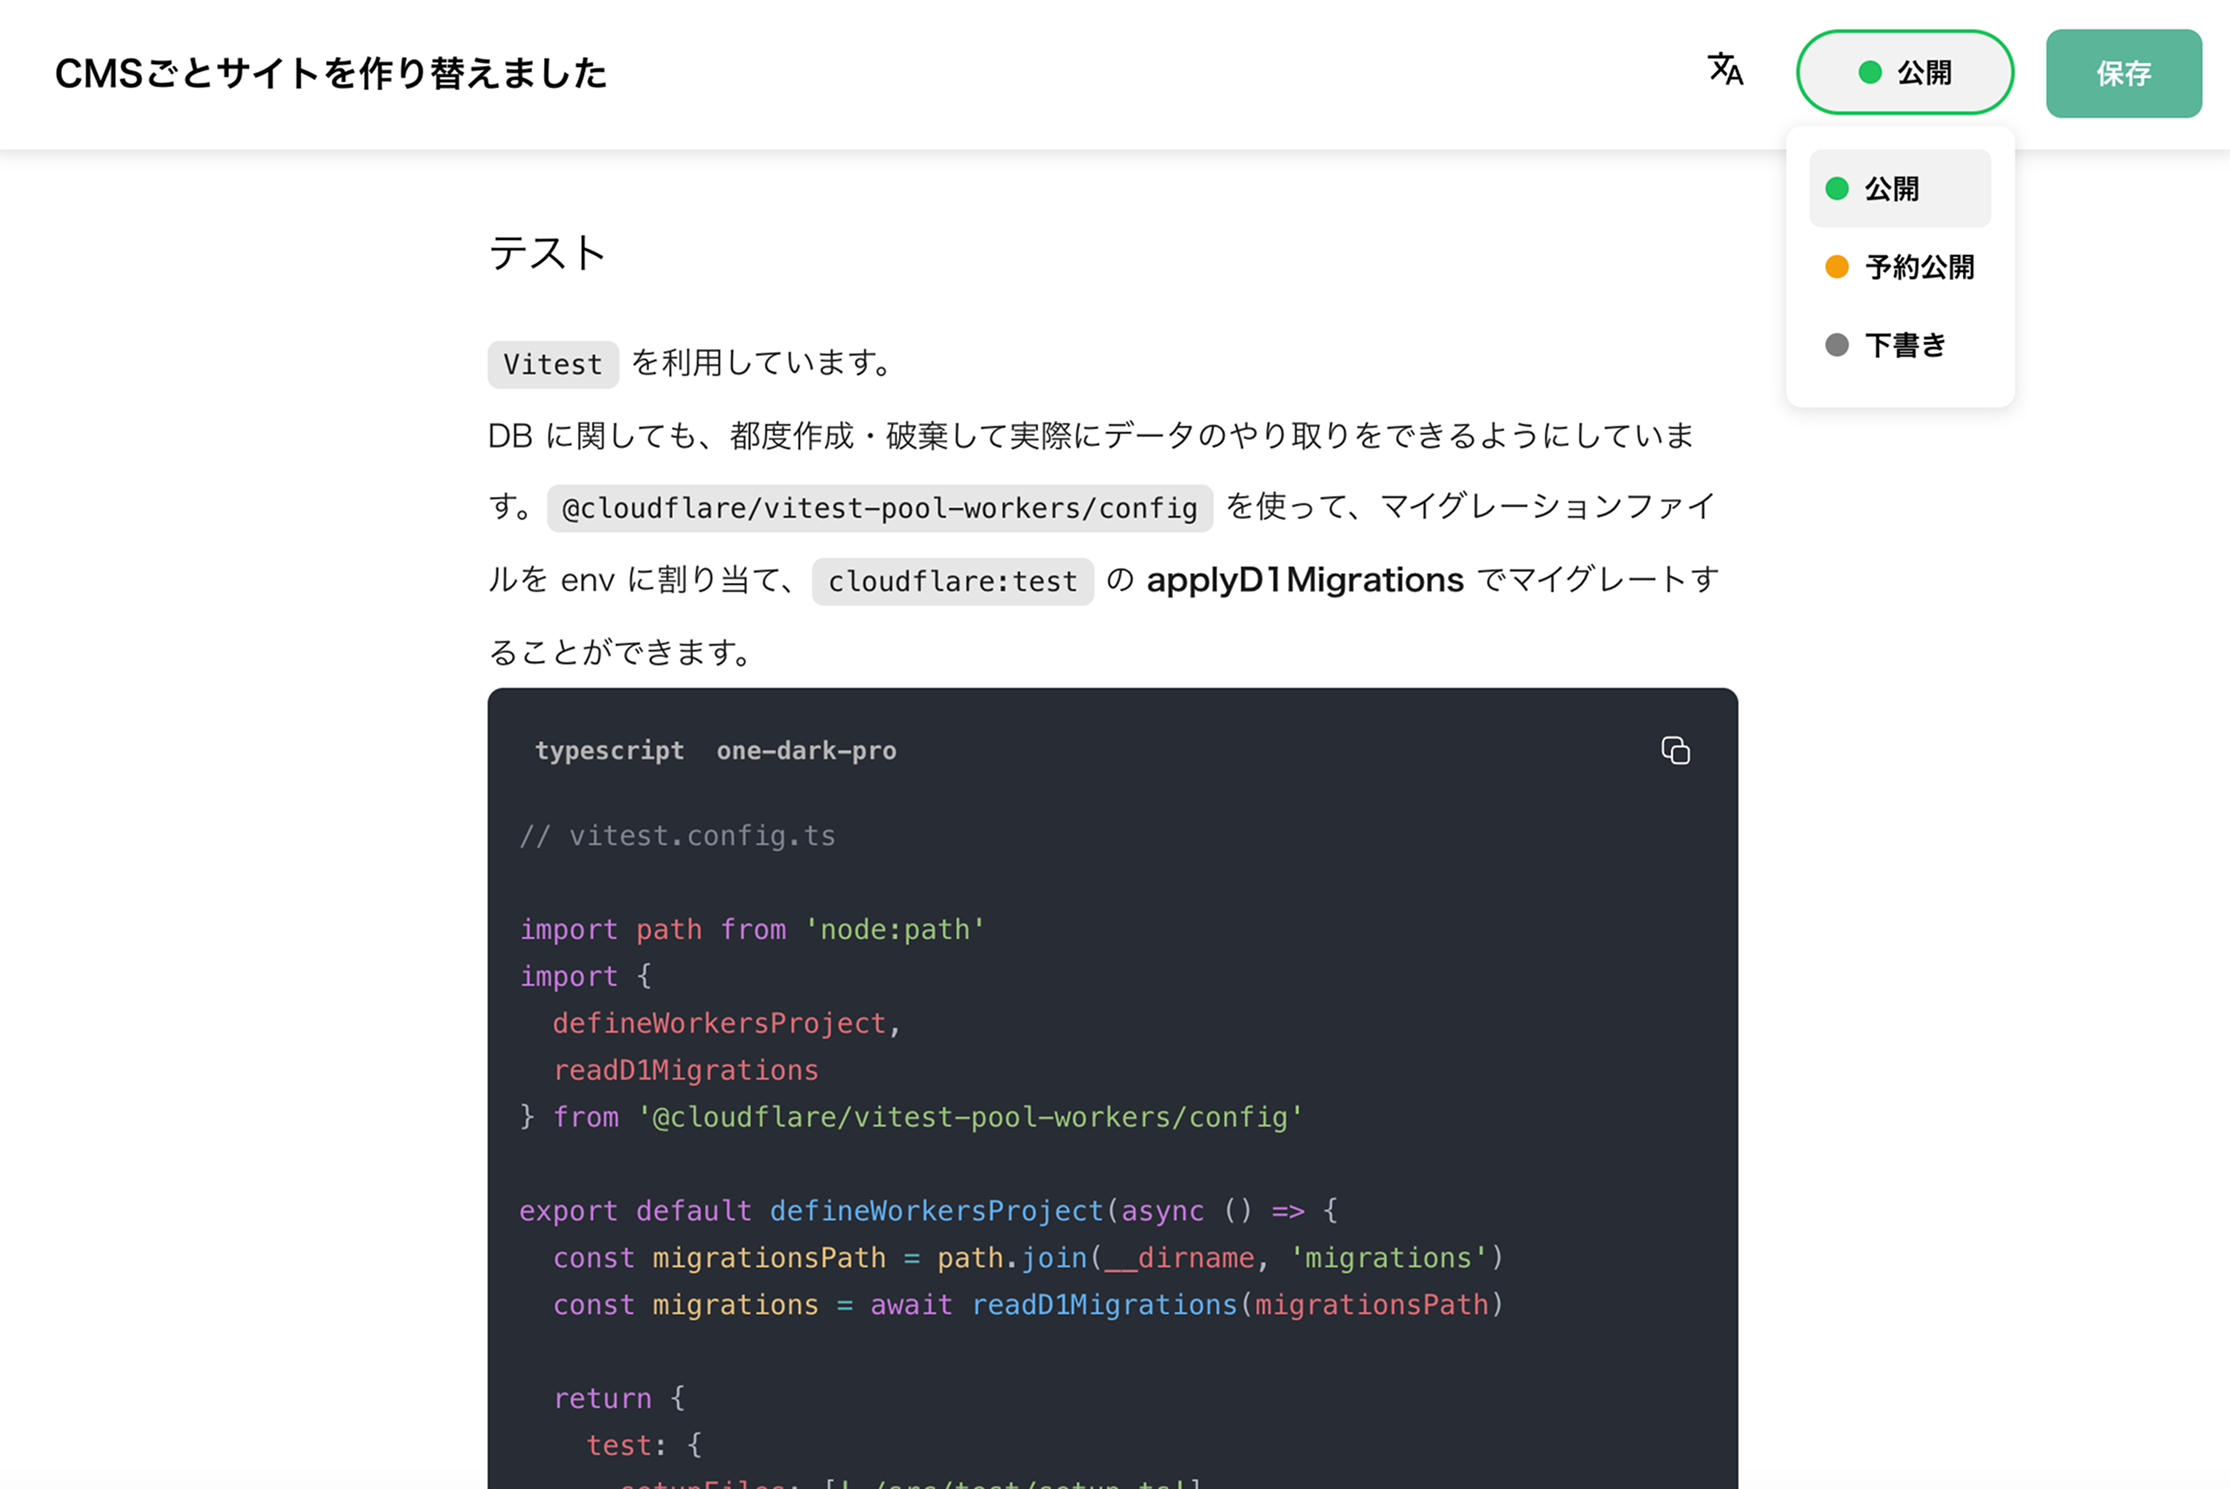 CMSごとサイトを作り替えました
公開
保存
公開
予約公開
下書き
テスト
Vitest を利用しています。
DB に関しても、都度作成・破棄して実際にデータのやり取りをできるようにしていま
す。 @cloudflare/vitest-pool-workers/config を使って、マイグレーションファイ
ルを env に割り当て、 cloudflare:test の applyD1Migrations でマイグレートす
ることができます。
typescript one-dark-pro
// vitest.config.ts
import path from 'node:path'
import {
  defineWorkersProject,
  readD1Migrations
} from '@cloudflare/vitest-pool-workers/config'
export default defineWorkersProject(async () => {
  const migrationsPath = path.join(__dirname, 'migrations')
  const migrations = await readD1Migrations(migrationsPath)
  return {
    test: {
      setupFiles: ['./src/test/setup.ts']